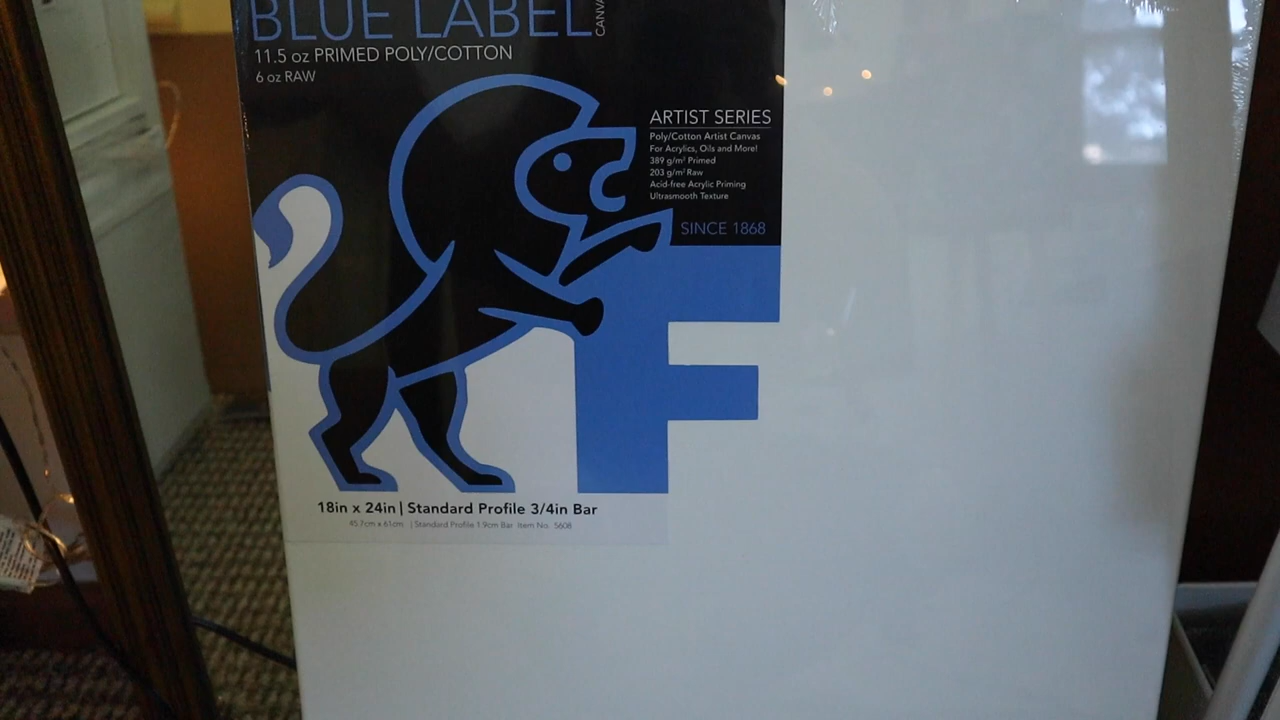 BLUE LABEL
CANVA
11.5 oz PRIMED POLY/COTTON
6 oz RAW
ARTIST SERIES
Poly/Cotton Artist Canvas
For Acrylics, Oils and More!
389 g/m² Primed
203 g/m² Raw
Acid-free Acrylic Priming
Ultrasmooth Texture
SINCE 1868
F
18in x 24in | Standard Profile 3/4in Bar
45.7cm x 61cm | Standard Profile 1.9cm Bar Item No. 5608